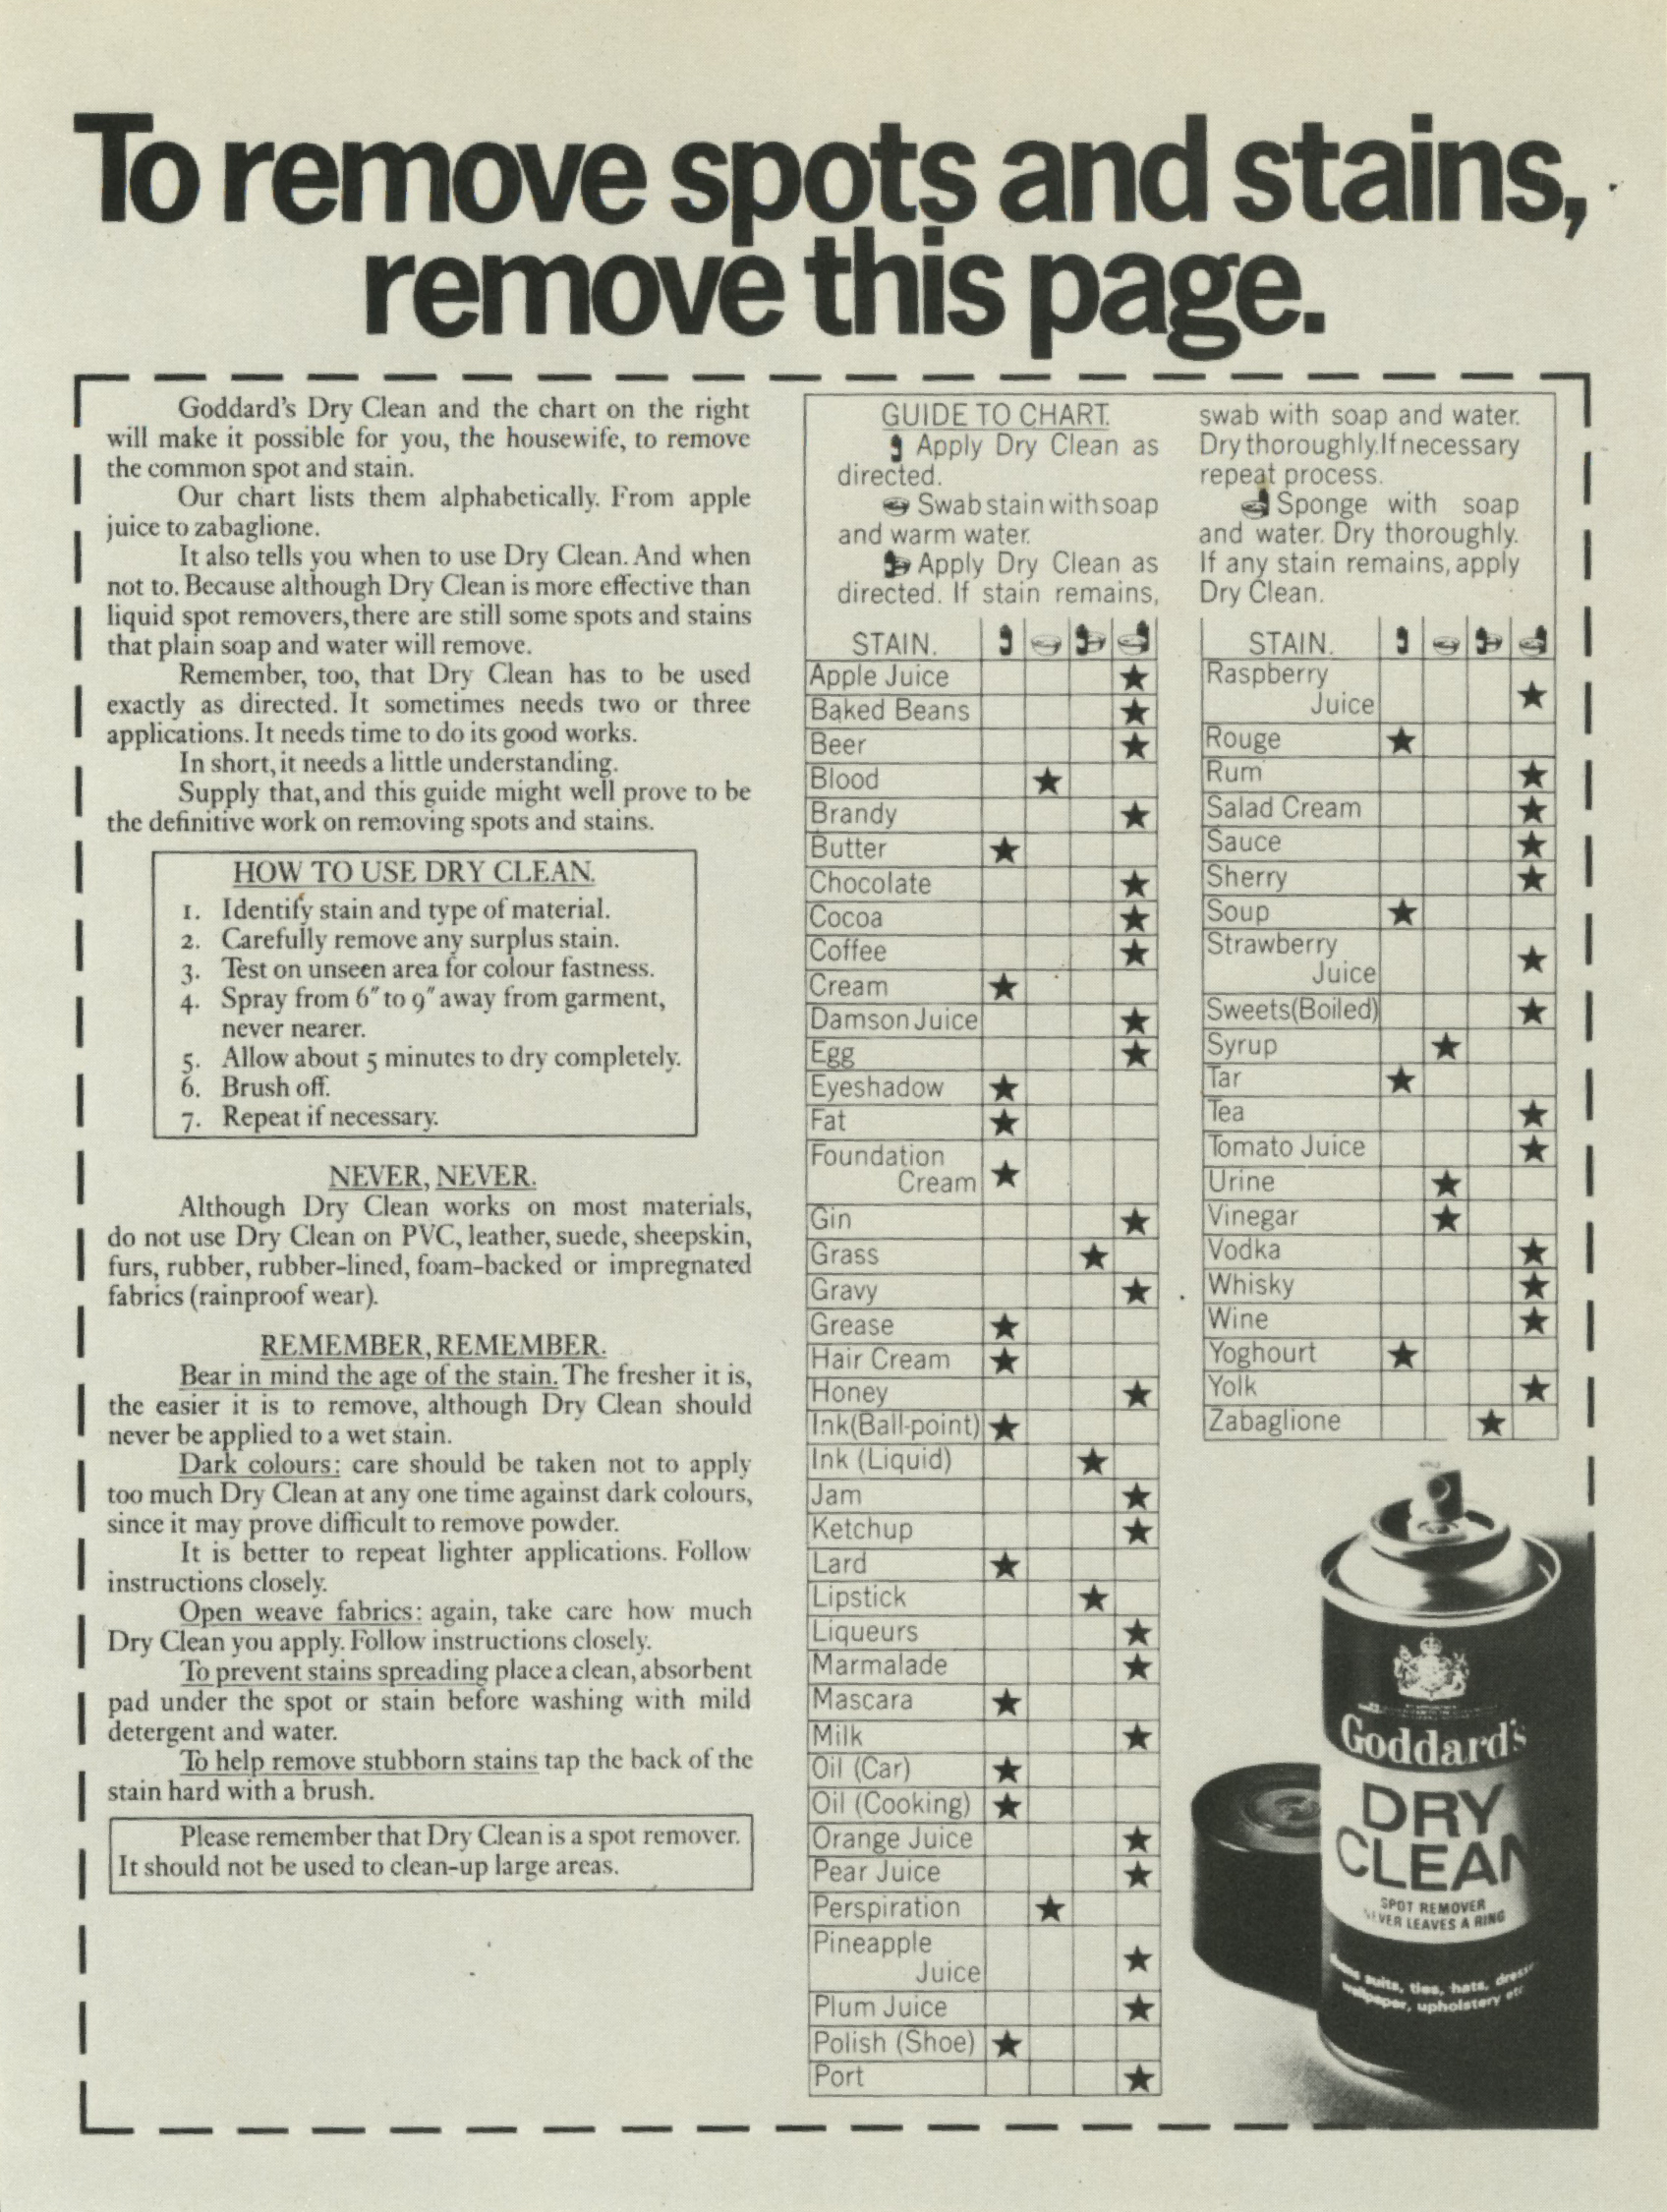 To remove spots and stains,
remove this page.
Goddard's Dry Clean and the chart on the right
will make it possible for you, the housewife, to remove
the common spot and stain.
Our chart lists them alphabetically. From apple
juice to zabaglione.
It also tells you when to use Dry Clean. And when
not to. Because although Dry Clean is more effective than
liquid spot removers, there are still some spots and stains
that plain soap and water will remove.
Remember, too, that Dry Clean has to be used
exactly as directed. It sometimes needs two or three
applications. It needs time to do its good works.
In short, it needs a little understanding.
Supply that, and this guide might well prove to be
the definitive work on removing spots and stains.
HOW TO USE DRY CLEAN.
1. Identify stain and type of material.
2. Carefully remove any surplus stain.
3. Test on unseen area for colour fastness.
4. Spray from 6" to 9" away from garment,
never nearer.
5. Allow about 5 minutes to dry completely.
6. Brush off.
7. Repeat if necessary.
NEVER, NEVER.
Although Dry Clean works on most materials,
do not use Dry Clean on PVC, leather, suede, sheepskin,
furs, rubber, rubber-lined, foam-backed or impregnated
fabrics (rainproof wear).
REMEMBER, REMEMBER.
Bear in mind the age of the stain. The fresher it is,
the easier it is to remove, although Dry Clean should
never be applied to a wet stain.
Dark colours: care should be taken not to apply
too much Dry Clean at any one time against dark colours,
since it may prove difficult to remove powder.
It is better to repeat lighter applications. Follow
instructions closely.
Open weave fabrics: again, take care how much
Dry Clean you apply. Follow instructions closely.
To prevent stains spreading place a clean, absorbent
pad under the spot or stain before washing with mild
detergent and water.
To help remove stubborn stains tap the back of the
stain hard with a brush.
Please remember that Dry Clean is a spot remover.
It should not be used to clean-up large areas.
GUIDE TO CHART.
Apply Dry Clean as
directed.
Swab stain with soap
and warm water.
Apply Dry Clean as
directed. If stain remains,
swab with soap and water.
Dry thoroughly. If necessary
repeat process.
Sponge with soap
and water. Dry thoroughly.
If any stain remains, apply
Dry Clean.
STAIN.
Apple Juice ★
Baked Beans ★
Beer ★
Blood ★
Brandy ★
Butter ★
Chocolate ★
Cocoa ★
Coffee ★
Cream ★
Damson Juice ★
Egg ★
Eyeshadow ★
Fat ★
Foundation
Cream ★
Gin ★
Grass ★
Gravy ★
Grease ★
Hair Cream ★
Honey ★
Ink (Ball-point) ★
Ink (Liquid) ★
Jam ★
Ketchup ★
Lard ★
Lipstick ★
Liqueurs ★
Marmalade ★
Mascara ★
Milk ★
Oil (Car) ★
Oil (Cooking) ★
Orange Juice ★
Pear Juice ★
Perspiration ★
Pineapple
Juice ★
Plum Juice ★
Polish (Shoe) ★
Port ★
STAIN.
Raspberry
Juice ★
Rouge ★
Rum ★
Salad Cream ★
Sauce ★
Sherry ★
Soup ★
Strawberry
Juice ★
Sweets (Boiled) ★
Syrup ★
Tar ★
Tea ★
Tomato Juice ★
Urine ★
Vinegar ★
Vodka ★
Whisky ★
Wine ★
Yoghourt ★
Yolk ★
Zabaglione ★
Goddard's
DRY
CLEAN
SPOT REMOVER
NEVER LEAVES A RING
suits, ties, hats,
wallpaper, upholstery